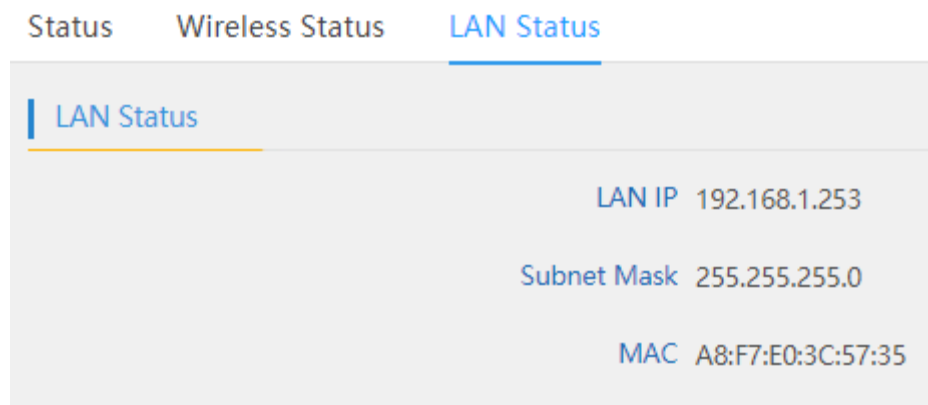 Status Wireless Status LAN Status
LAN Status
LAN IP 192.168.1.253
Subnet Mask 255.255.255.0
MAC A8:F7:E0:3C:57:35